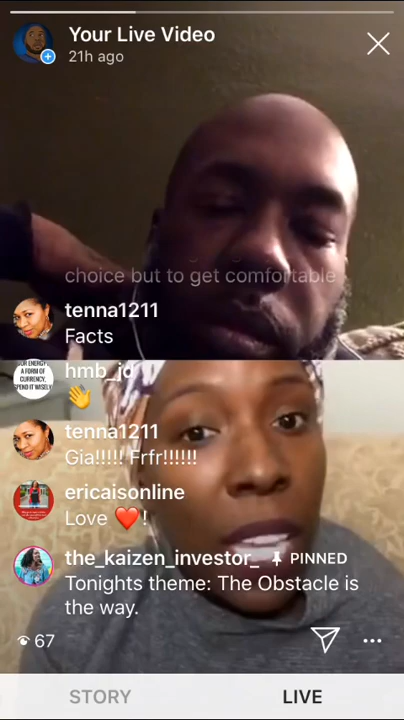 Your Live Video
21h ago
choice but to get comfortable
tenna1211
Facts
hmb_jd
👋
tenna1211
Gia!!!!! Frfr!!!!!!
ericaisonline
Love ❤️!
the_kaizen_investor_ 📌 PINNED
Tonights theme: The Obstacle is
the way.
67
STORY
LIVE